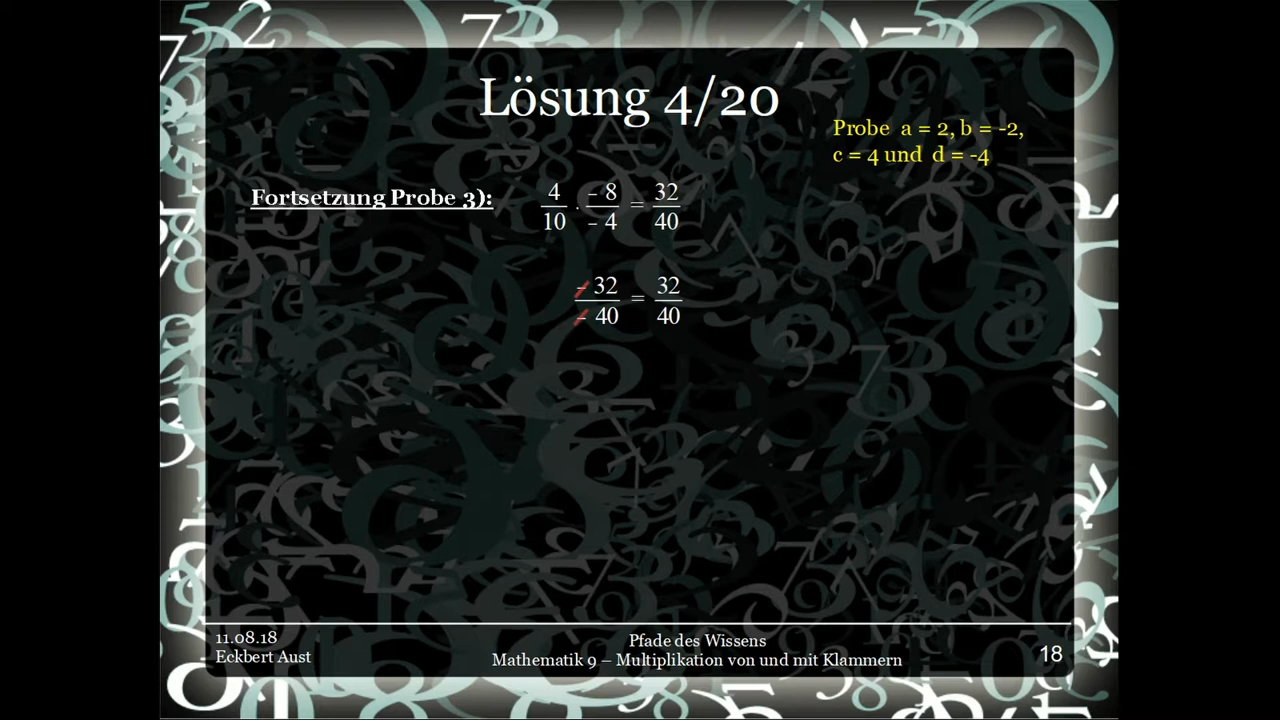 Lösung 4/20
Probe a = 2, b = -2,
c = 4 und d = -4
Fortsetzung Probe 3):
4/10 · – 8/– 4 = 32/40
– 32/– 40 = 32/40
11.08.18
Eckbert Aust
Pfade des Wissens
Mathematik 9 – Multiplikation von und mit Klammern
18